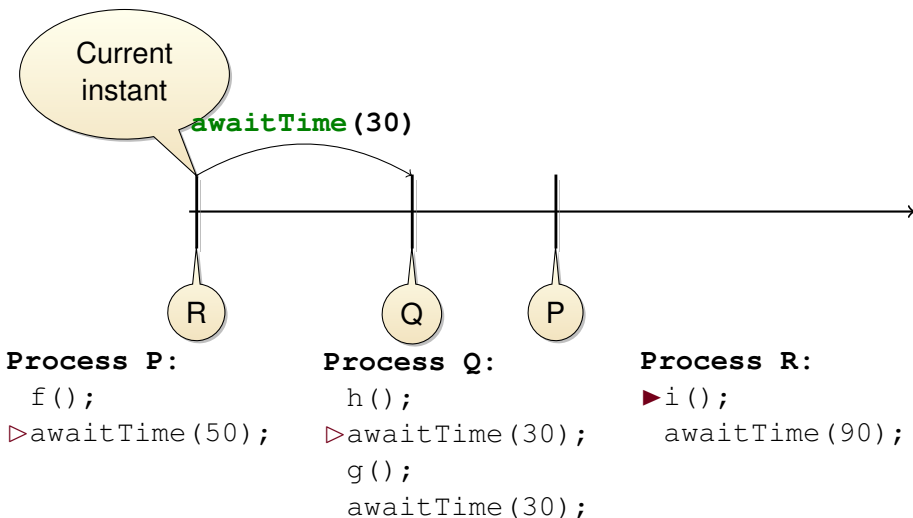 Current
instant
awaitTime(30)
R
Q
P
Process P:
f();
▷awaitTime(50);
Process Q:
h();
▷awaitTime(30);
g();
awaitTime(30);
Process R:
▶i();
awaitTime(90);